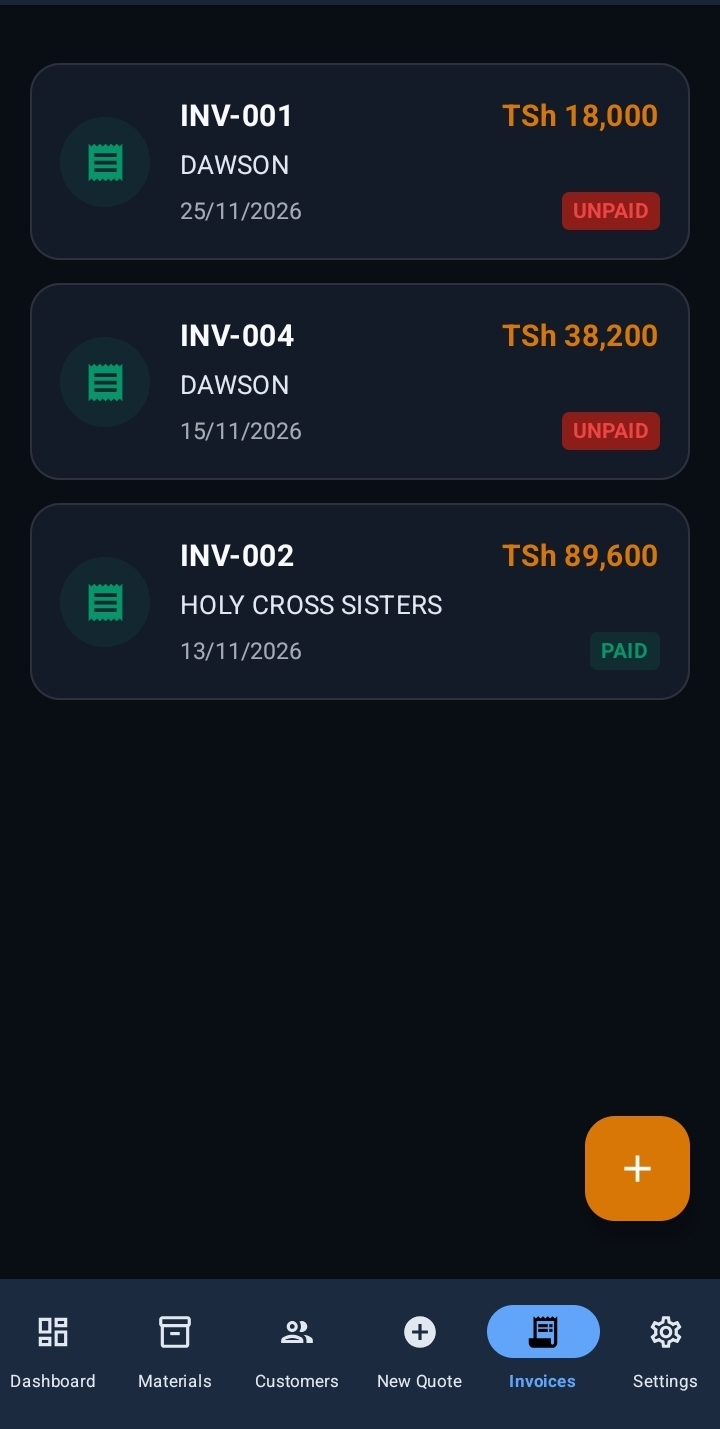 INV-001
TSh 18,000
DAWSON
25/11/2026
UNPAID
INV-004
TSh 38,200
DAWSON
15/11/2026
UNPAID
INV-002
TSh 89,600
HOLY CROSS SISTERS
13/11/2026
PAID
Dashboard
Materials
Customers
New Quote
Invoices
Settings